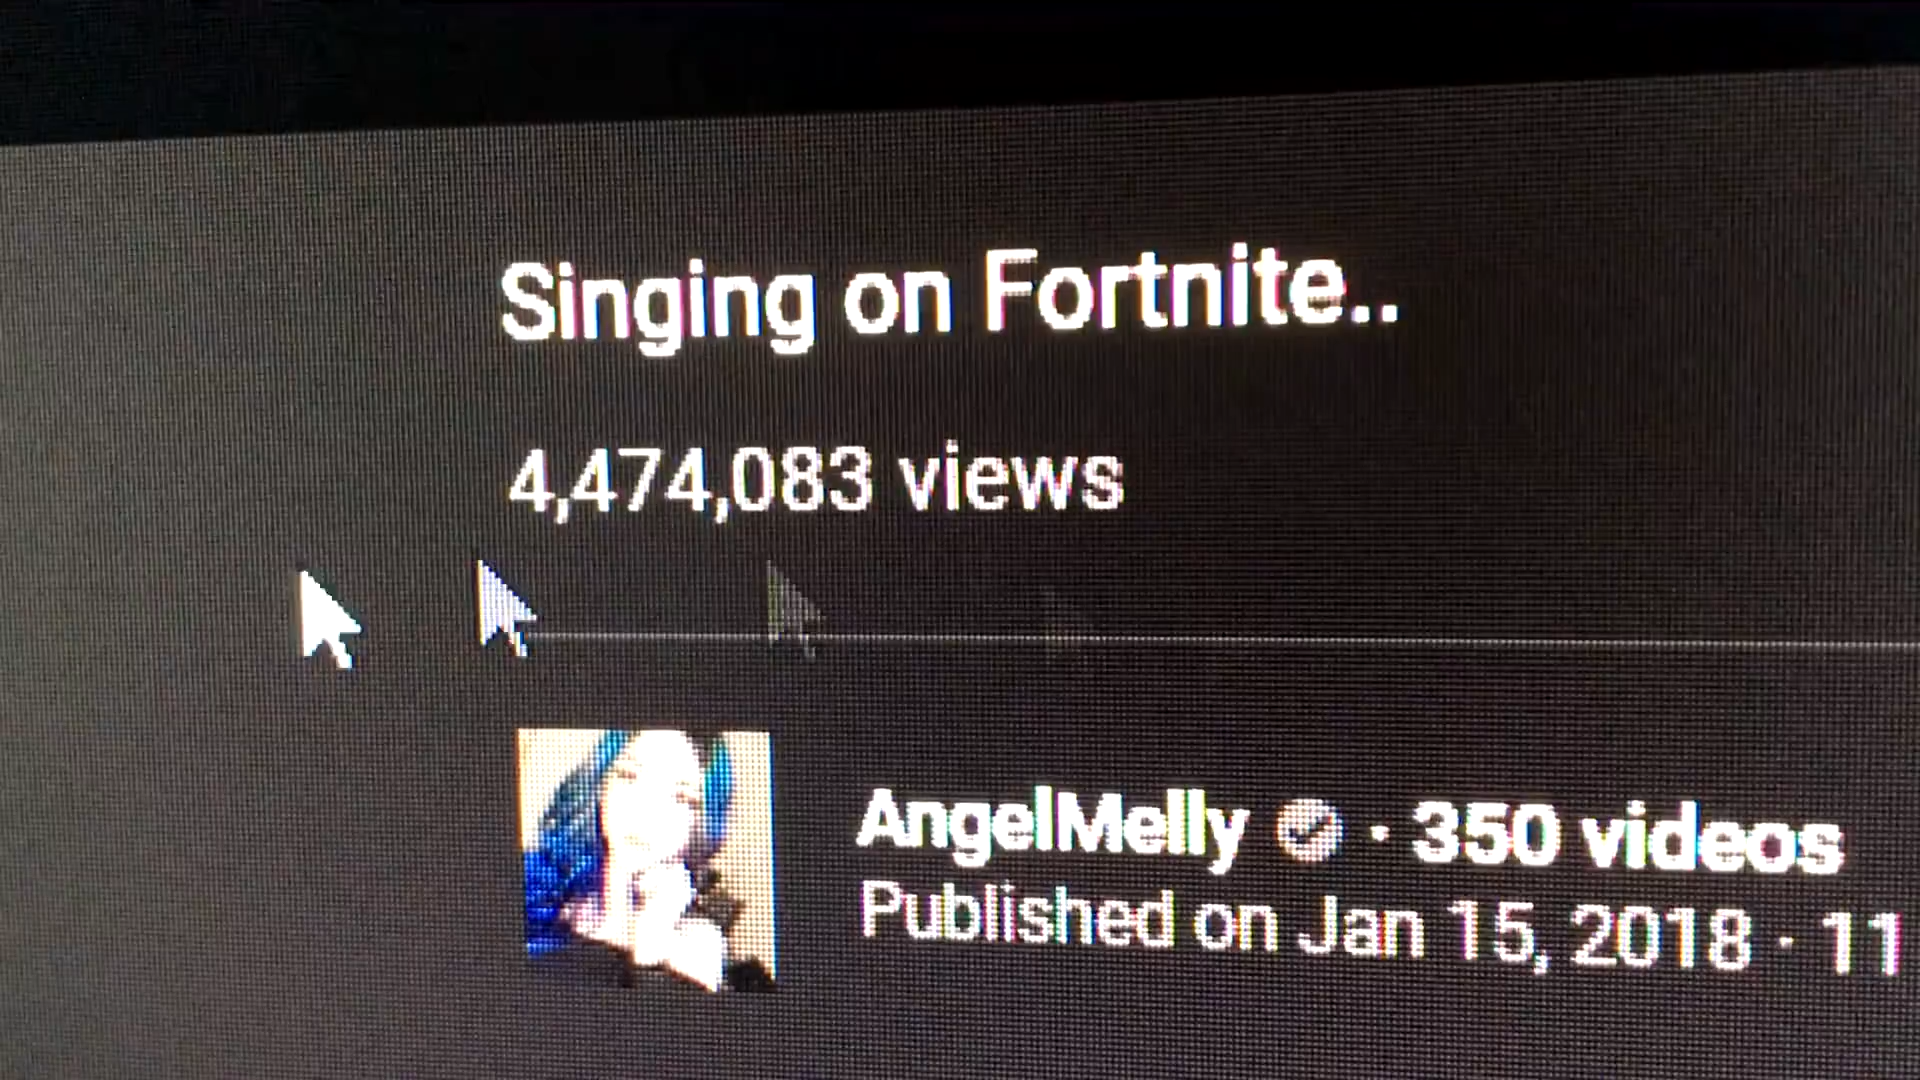 Singing on Fortnite..
4,474,083 views
AngelMelly · 350 videos
Published on Jan 15, 2018 · 11